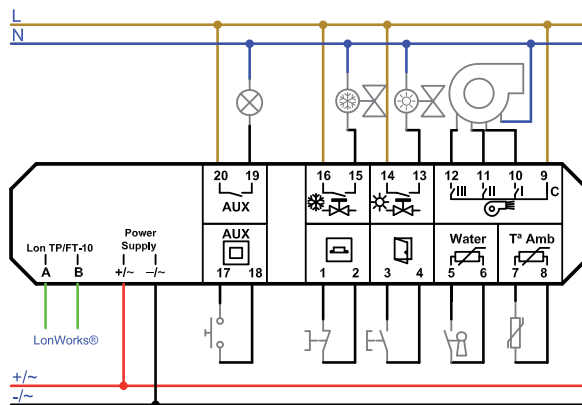 L
N
20 19 16 15 14 13 12 11 10 9
III II I C
AUX
Lon TP/FT-10
Power
Supply
AUX
Water
Tª Amb
A B +/~ –/~
17 18 1 2 3 4 5 6 7 8
LonWorks®
+/~
-/~